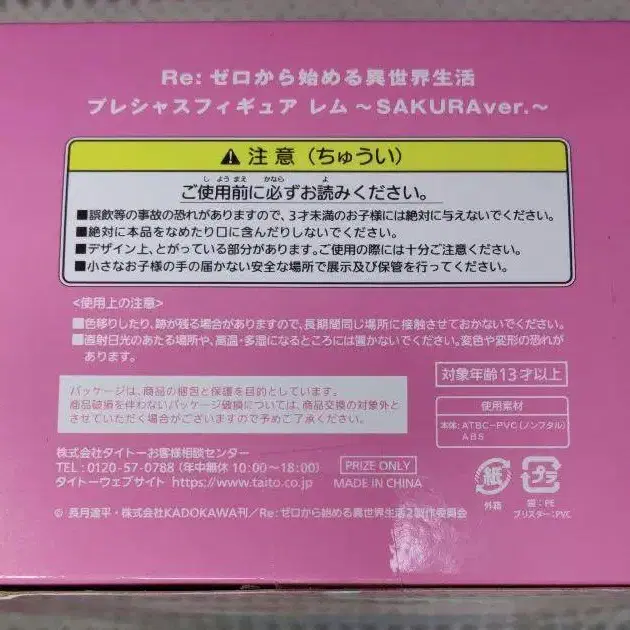 Re:ゼロから始める異世界生活
プレシャスフィギュア レム ～SAKURAver.～
⚠注意（ちゅうい）
しようまえ かなら よ
ご使用前に必ずお読みください。
■誤飲等の事故の恐れがありますので、3才未満のお子様には絶対に与えないでください。
■絶対に本品をなめたり口に含んだりしないでください。
■デザイン上、とがっている部分があります。ご使用の際には十分ご注意ください。
■小さなお子様の手の届かない安全な場所で展示及び保管を行ってください。
<使用上の注意>
■色移りしたり、跡が残る場合がありますので、長期間同じ場所に接触させておかないでください。
■直射日光のあたる場所や、高温・多湿になるところには置かないでください。変色や変形の恐れが
あります。
対象年齢13才以上
パッケージは、商品の梱包と保護を目的としています。
商品破損を伴わないパッケージ破損については、商品交換の対象外と
させていただく場合がございますので予めご了承ください。
使用素材
本体:ATBC-PVC(ノンフタル)
ABS
株式会社タイトーお客様相談センター
TEL:0120-57-0788(年中無休 10:00～18:00)
タイトーウェブサイト https://www.taito.co.jp
PRIZE ONLY
MADE IN CHINA
紙
外箱
プラ
袋:PE
ブリスター:PVC
© 長月達平・株式会社KADOKAWA刊/Re:ゼロから始める異世界生活2製作委員会